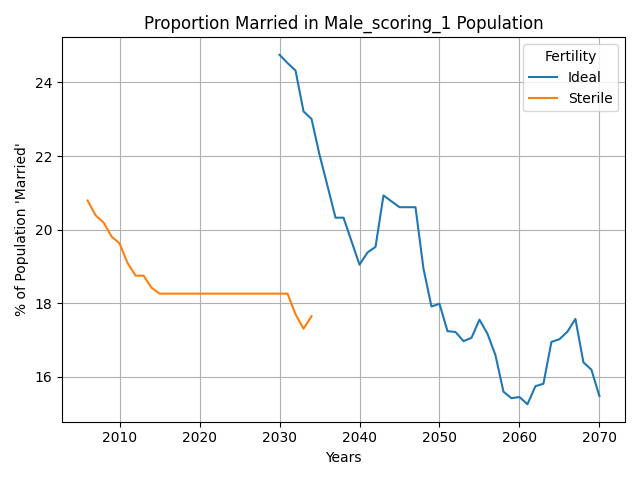 Proportion Married in Male_scoring_1 Population
% of Population 'Married'
24
22
20
18
16
Fertility
Ideal
Sterile
2010 2020 2030 2040 2050 2060 2070
Years